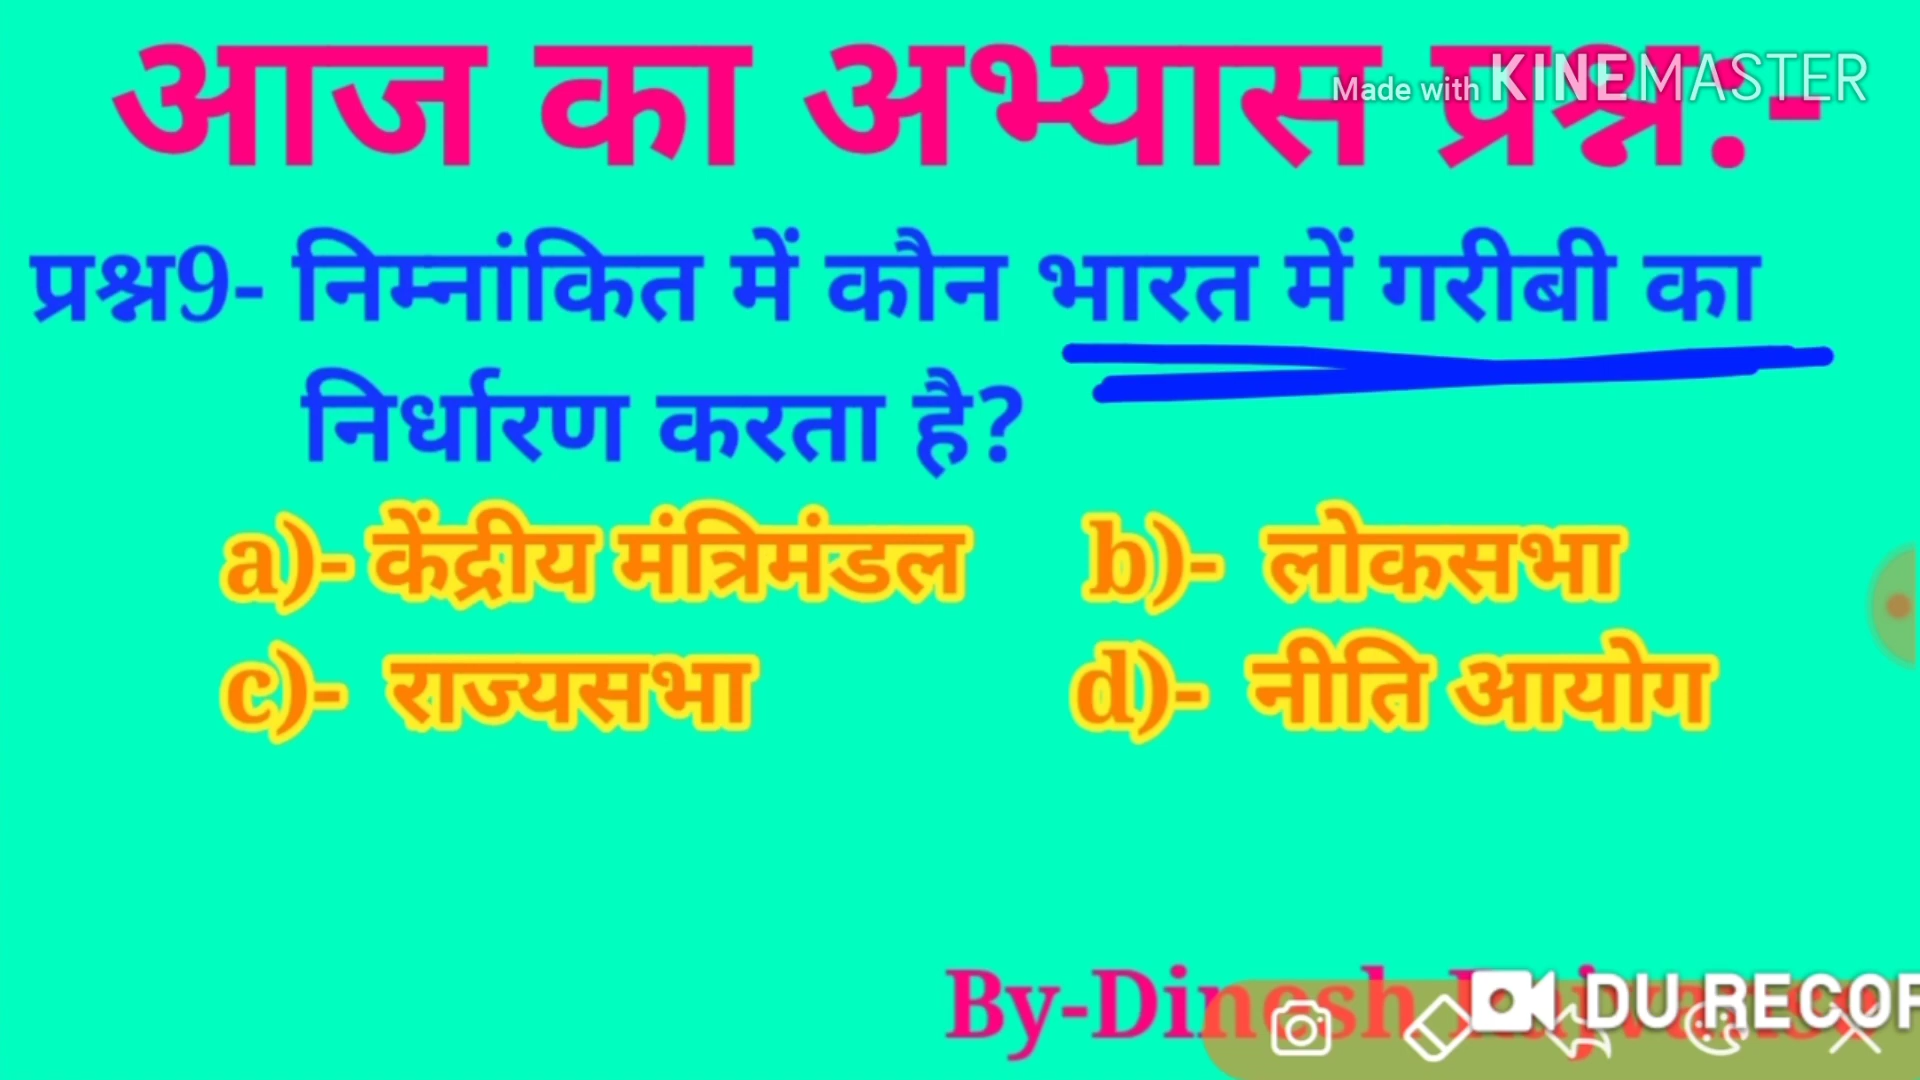 आज का अभ्यास प्रश्न:-
Made with KINEMASTER
प्रश्न9- निम्नांकित में कौन भारत में गरीबी का
निर्धारण करता है?
a)- केंद्रीय मंत्रिमंडल b)- लोकसभा
c)- राज्यसभा d)- नीति आयोग
By-Dinesh
DU RECOR